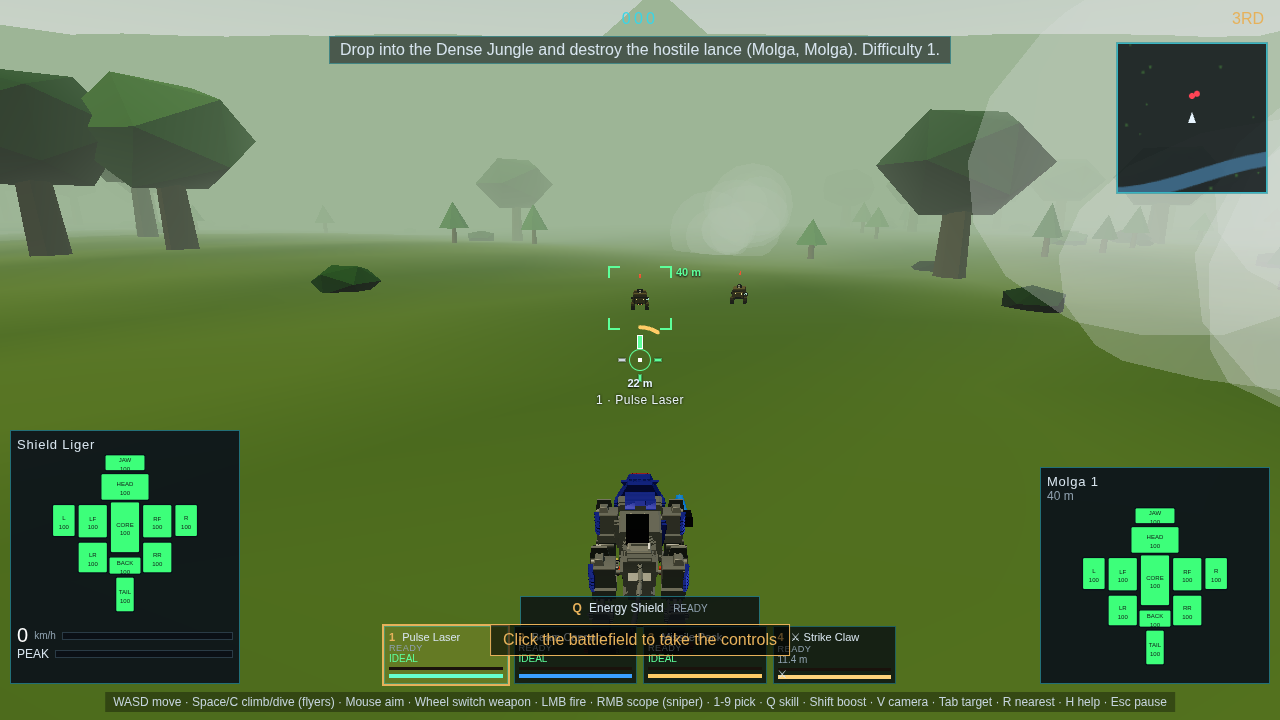 0.0.0
3RD
Drop into the Dense Jungle and destroy the hostile lance (Molga, Molga). Difficulty 1.
40 m
22 m
1 · Pulse Laser
Shield Liger
JAW
100
HEAD
100
L
100
LF
100
CORE
100
RF
100
R
100
LR
100
BACK
100
RR
100
TAIL
100
0 km/h
PEAK
Molga 1
40 m
JAW
100
HEAD
100
L
100
LF
100
CORE
100
RF
100
R
100
LR
100
BACK
100
RR
100
TAIL
100
Q Energy Shield READY
Click the battlefield to take the controls
1 Pulse Laser
READY
IDEAL
READY
IDEAL
READY
IDEAL
4 ⚔ Strike Claw
READY
11.4 m
WASD move · Space/C climb/dive (flyers) · Mouse aim · Wheel switch weapon · LMB fire · RMB scope (sniper) · 1-9 pick · Q skill · Shift boost · V camera · Tab target · R nearest · H help · Esc pause